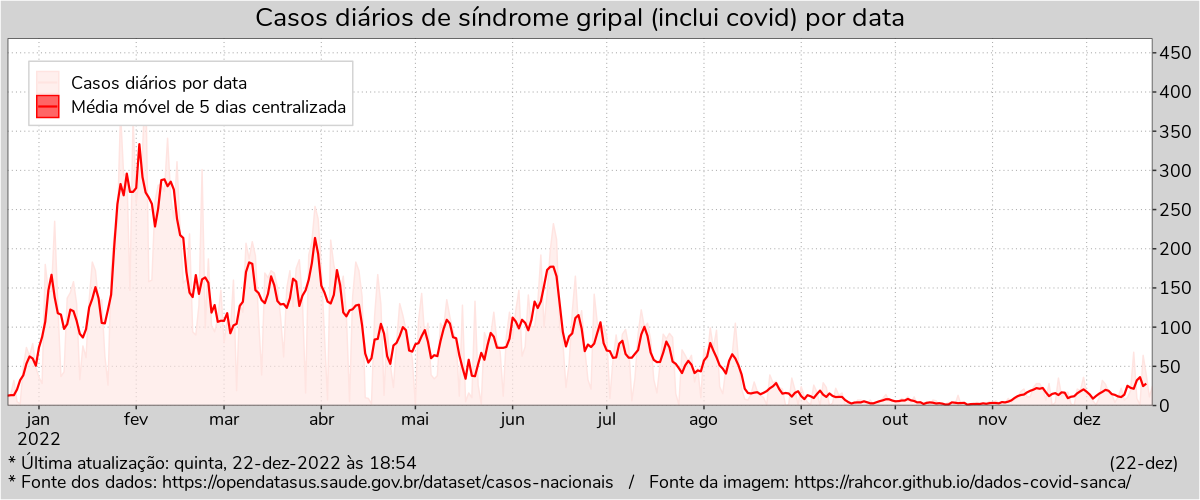 Casos diários de síndrome gripal (inclui covid) por data
Casos diários por data
Média móvel de 5 dias centralizada
450
400
350
300
250
200
150
100
50
0
jan fev mar abr mai jun jul ago set out nov dez
2022
* Última atualização: quinta, 22-dez-2022 às 18:54 (22-dez)
* Fonte dos dados: https://opendatasus.saude.gov.br/dataset/casos-nacionais / Fonte da imagem: https://rahcor.github.io/dados-covid-sanca/